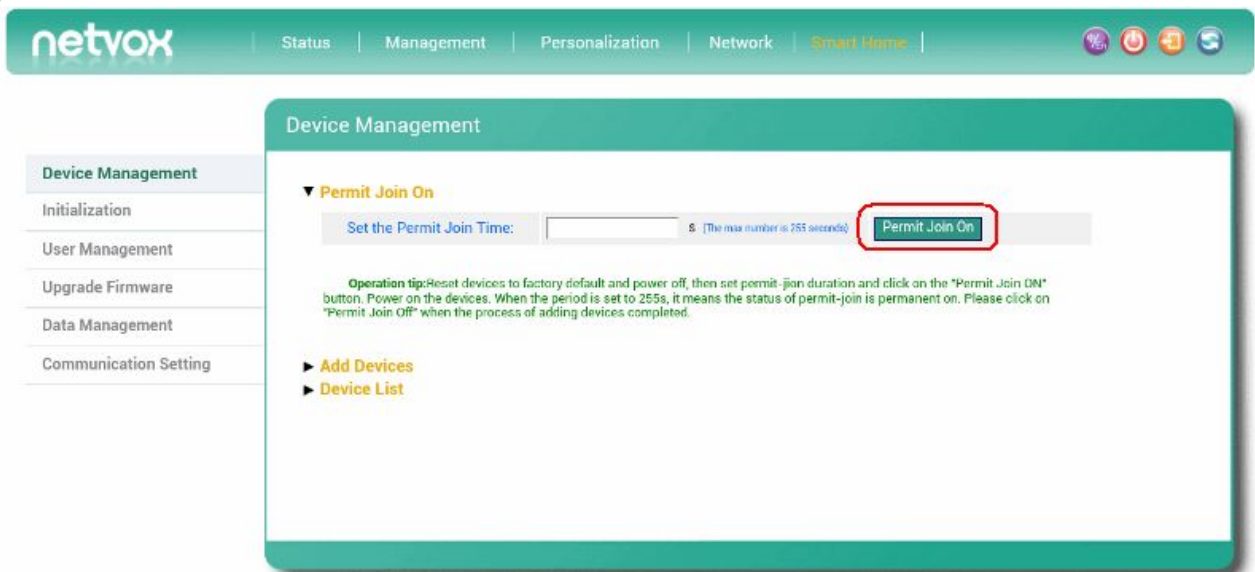 netvox
Status | Management | Personalization | Network | Smart Home |
Device Management
Device Management
Initialization
User Management
Upgrade Firmware
Data Management
Communication Setting
▼ Permit Join On
Set the Permit Join Time: S (The max number is 255 seconds) Permit Join On
Operation tip:Reset devices to factory default and power off, then set permit-jion duration and click on the "Permit Join ON"
button. Power on the devices. When the period is set to 255s, it means the status of permit-join is permanent on. Please click on
"Permit Join Off" when the process of adding devices completed.
► Add Devices
► Device List